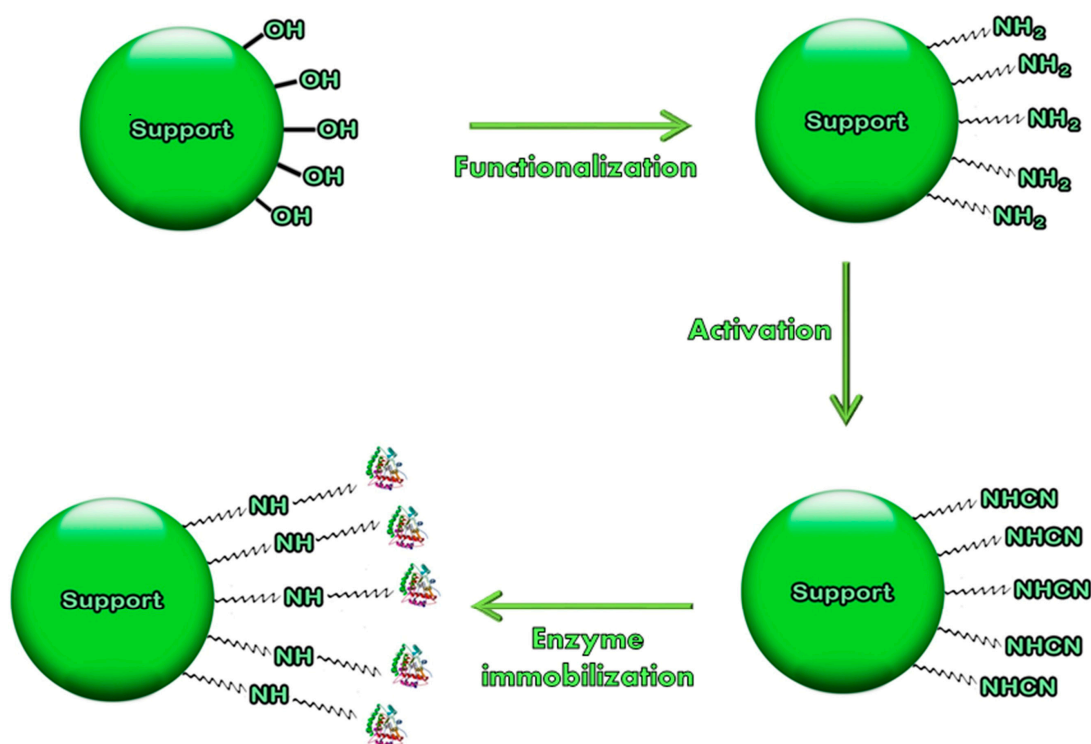 OH
OH
Support
OH
OH
OH
Functionalization
NH2
NH2
Support
NH2
NH2
NH2
Activation
NHCN
NHCN
Support
NHCN
NHCN
NHCN
Enzyme
immobilization
NH
NH
Support
NH
NH
NH